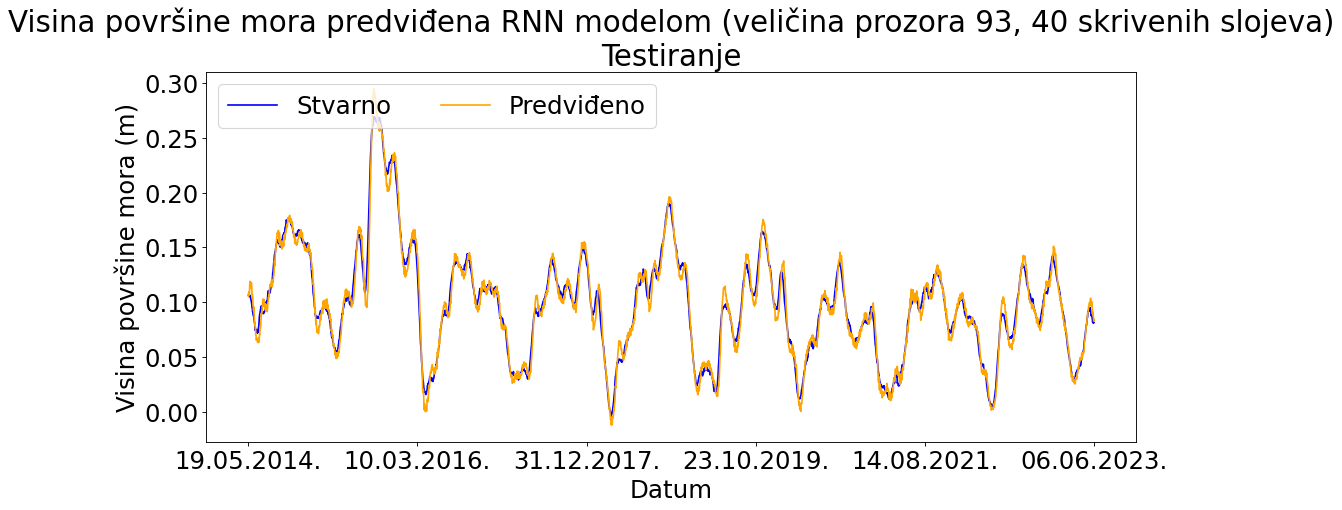 Visina površine mora predviđena RNN modelom (veličina prozora 93, 40 skrivenih slojeva)
Testiranje
Stvarno Predviđeno
Visina površine mora (m)
0.30
0.25
0.20
0.15
0.10
0.05
0.00
19.05.2014. 10.03.2016. 31.12.2017. 23.10.2019. 14.08.2021. 06.06.2023.
Datum